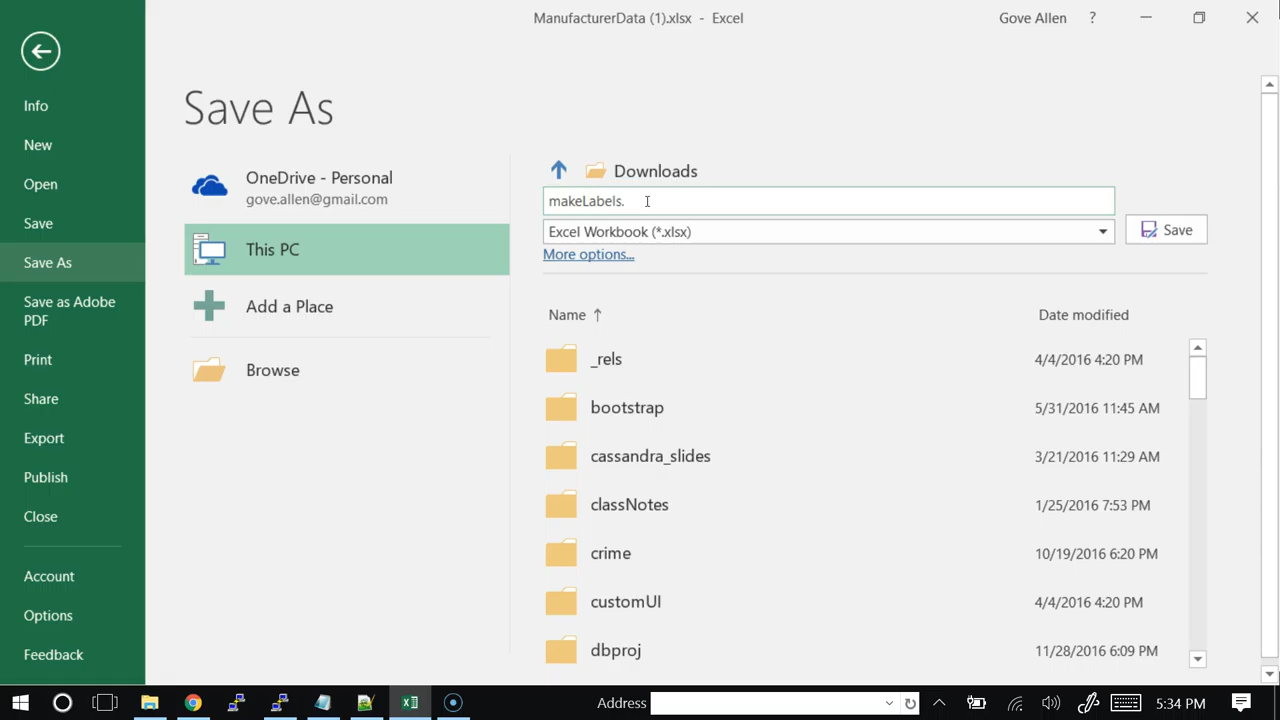 ManufacturerData (1).xlsx - Excel
Gove Allen
?
Info
New
Open
Save
Save As
Save as Adobe
PDF
Print
Share
Export
Publish
Close
Account
Options
Feedback
Save As
OneDrive - Personal
gove.allen@gmail.com
This PC
Add a Place
Browse
Downloads
makeLabels.
Excel Workbook (*.xlsx)
Save
More options...
Name
Date modified
_rels
4/4/2016 4:20 PM
bootstrap
5/31/2016 11:45 AM
cassandra_slides
3/21/2016 11:29 AM
classNotes
1/25/2016 7:53 PM
crime
10/19/2016 6:20 PM
customUI
4/4/2016 4:20 PM
dbproj
11/28/2016 6:09 PM
Address
5:34 PM